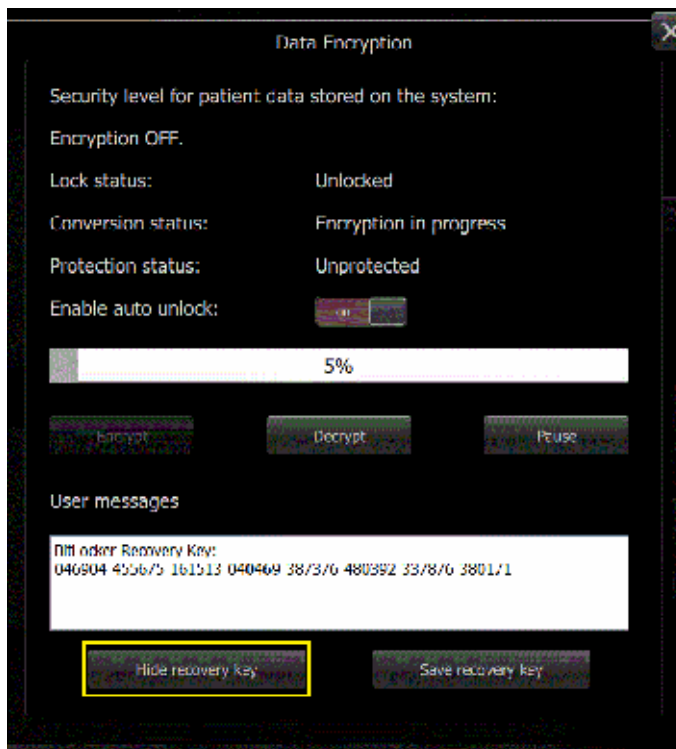 Data Encryption
X
Security level for patient data stored on the system:
Encryption OFF.
Lock status: Unlocked
Conversion status: Encryption in progress
Protection status: Unprotected
Enable auto unlock: on
5%
Encrypt Decrypt Pause
User messages
BitLocker Recovery Key:
046904 455675 161513 040469 387376 480392 337876 380171
Hide recovery key Save recovery key